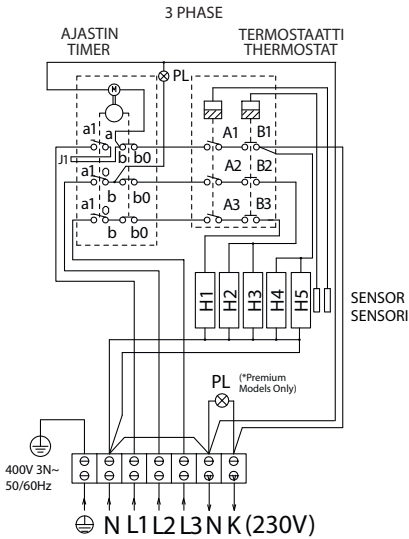 3 PHASE
AJASTIN
TIMER
TERMOSTAATTI
THERMOSTAT
PL
M
a1
a
J1
b b0
A1
B1
a1
b
b0
A2
B2
a1
b
b0
A3
B3
H1
H2
H3
H4
H5
SENSOR
SENSORI
PL
(*Premium
Models Only)
400V 3N~
50/60Hz
N L1 L2 L3 N K (230V)